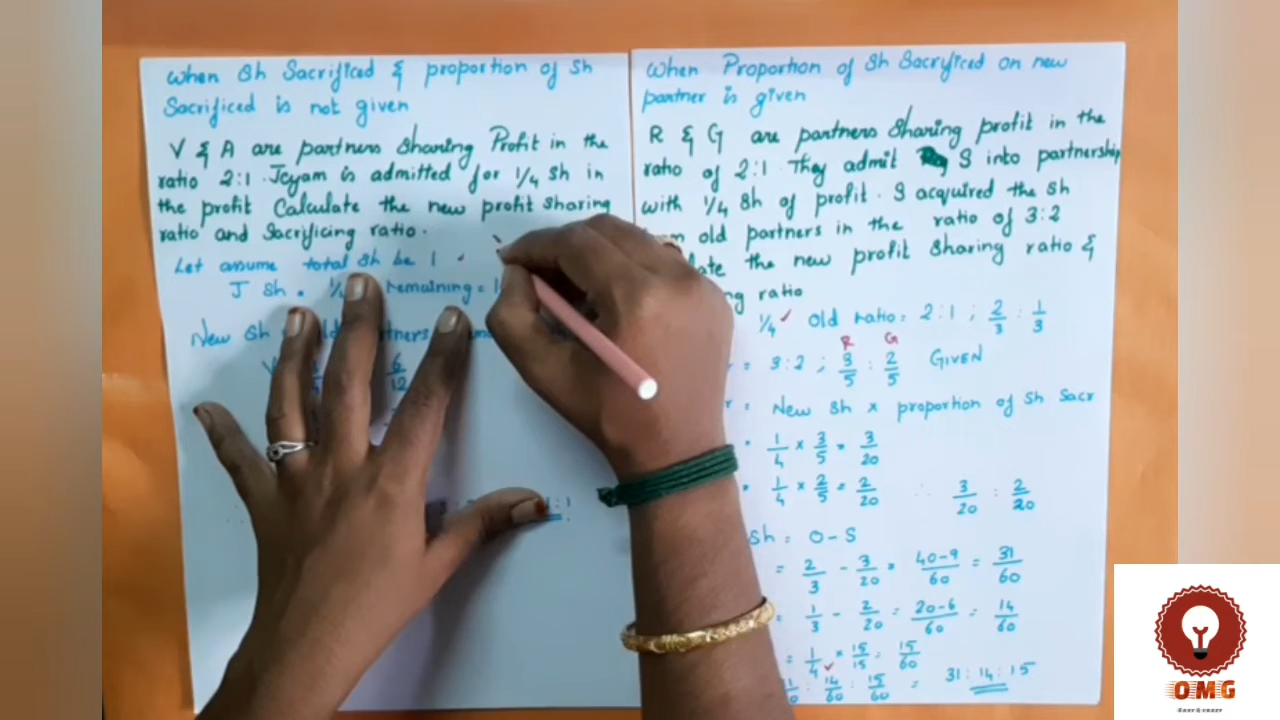 When Sh Sacrificed & proportion of Sh
Sacrificed is not given
V & A are partners Sharing Profit in the
ratio 2:1. Jeyam is admitted for 1/4 Sh in
the profit Calculate the new profit Sharing
ratio and Sacrificing ratio.
Let assume total Sh be 1
J Sh = remaining = 1
New Sh
6/12
When Proportion of Sh Sacrificed on new
partner is given
R & G are partners Sharing profit in the
ratio of 2:1 They admit S into partnership
with 1/4 Sh of profit. S acquired the Sh
old partners in the ratio of 3:2
the new profit Sharing ratio &
ratio
1/4 ✓ Old ratio = 2:1 ; 2/3 : 1/3
R G
= 3:2 ; 3/5 : 2/5 GIVEN
= New Sh × proportion of Sh Sacr
1/4 × 3/5 = 3/20
1/4 × 2/5 = 2/20 ∴ 3/20 : 2/20
Sh = O-S
= 2/3 - 3/20 = 40-9/60 = 31/60
1/3 - 2/20 = 20-6/60 = 14/60
= 1/4 × 15/15 = 15/60
14/60 : 15/60 = 31:14:15
OMG